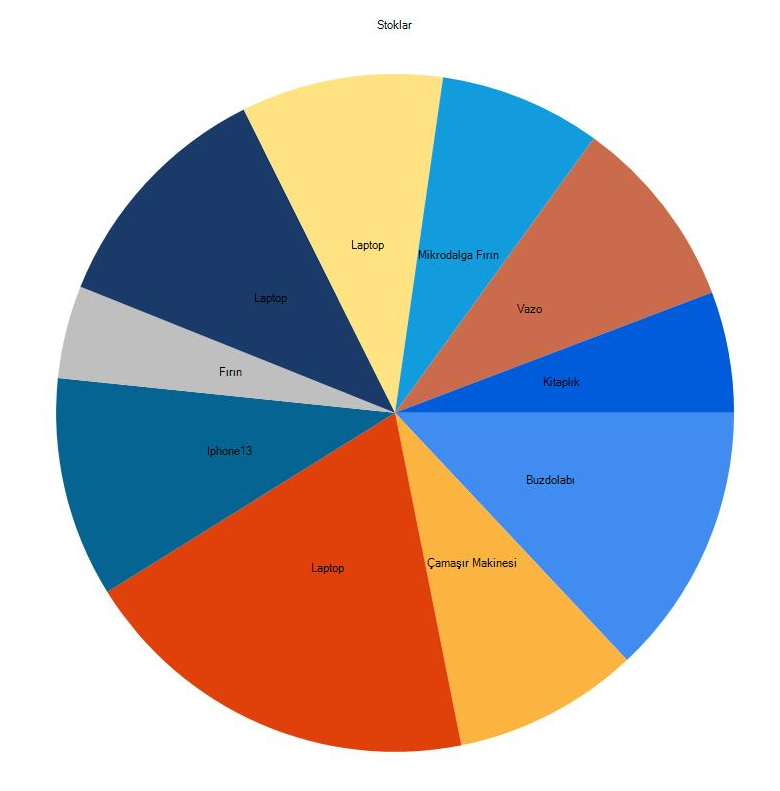 Stoklar
Laptop
Mikrodalga Fırın
Laptop
Vazo
Fırın
Kitaplık
Iphone13
Buzdolabı
Laptop
Çamaşır Makinesi